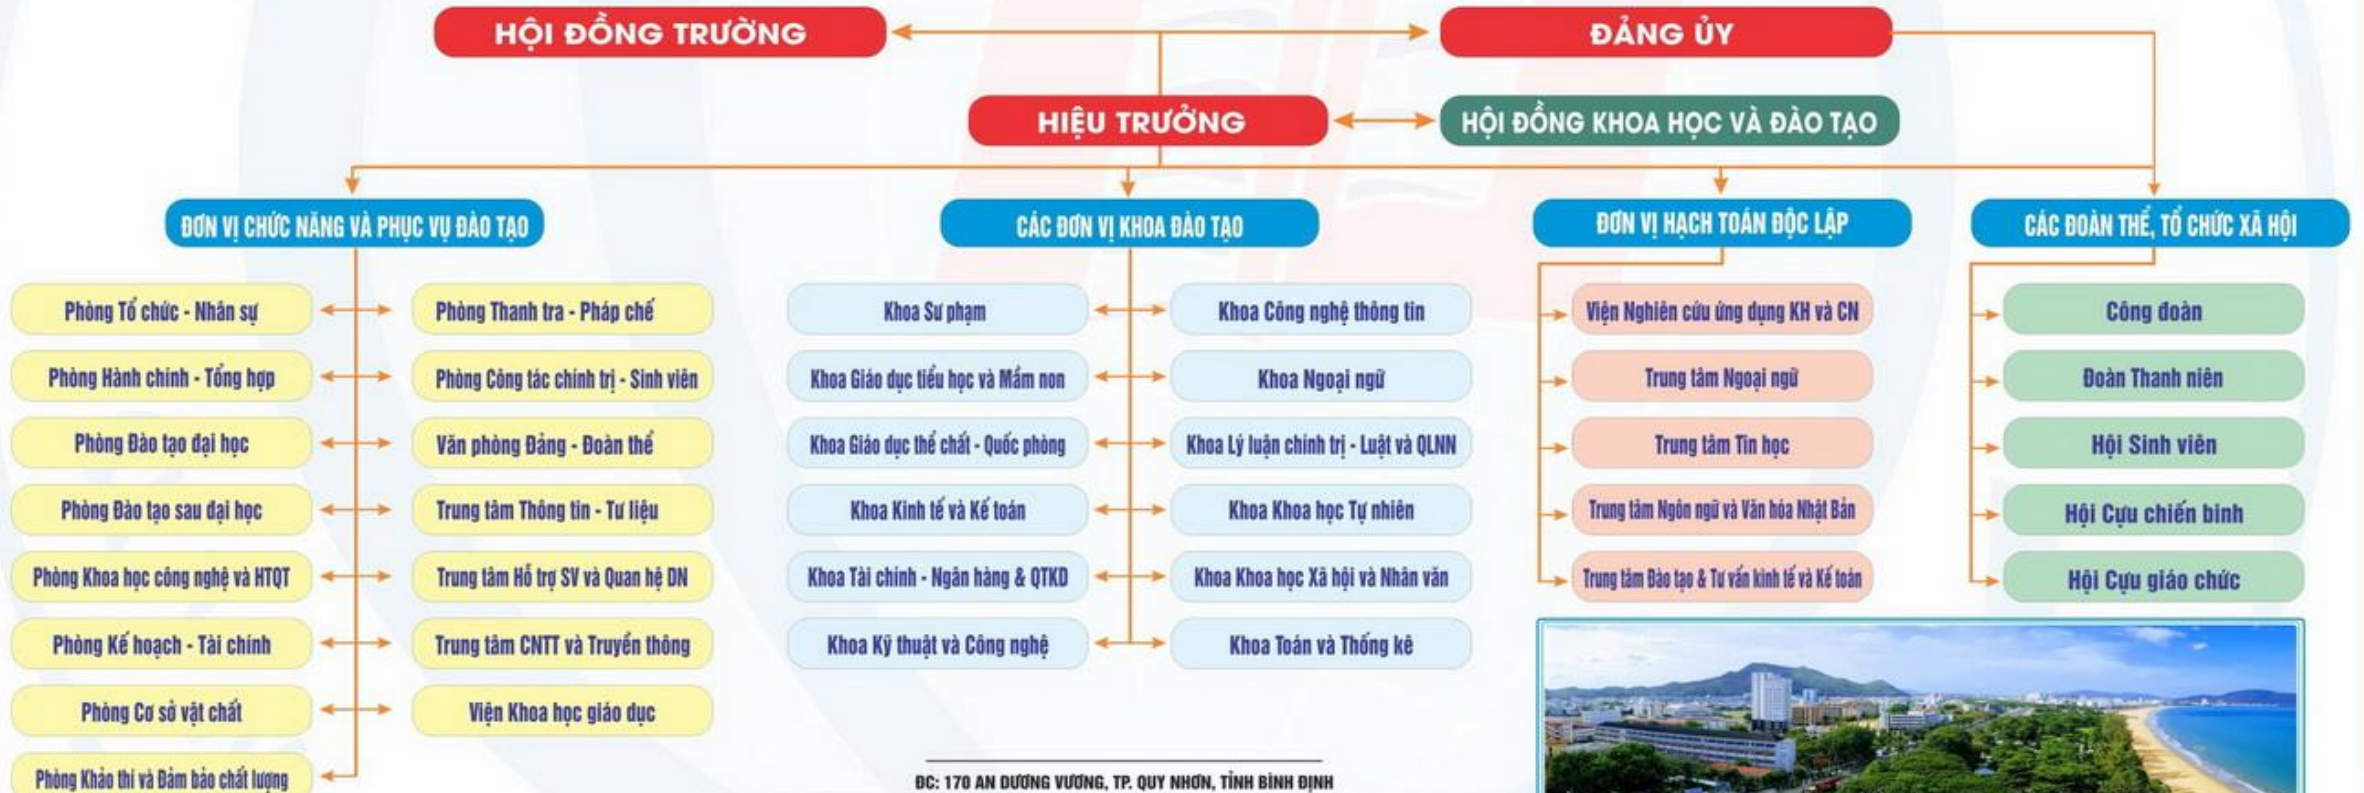 HỘI ĐỒNG TRƯỜNG
ĐẢNG ỦY
HIỆU TRƯỞNG
HỘI ĐỒNG KHOA HỌC VÀ ĐÀO TẠO
ĐƠN VỊ CHỨC NĂNG VÀ PHỤC VỤ ĐÀO TẠO
Phòng Tổ chức - Nhân sự
Phòng Thanh tra - Pháp chế
Phòng Hành chính - Tổng hợp
Phòng Công tác chính trị - Sinh viên
Phòng Đào tạo đại học
Văn phòng Đảng - Đoàn thể
Phòng Đào tạo sau đại học
Trung tâm Thông tin - Tư liệu
Phòng Khoa học công nghệ và HTQT
Trung tâm Hỗ trợ SV và Quan hệ DN
Phòng Kế hoạch - Tài chính
Trung tâm CNTT và Truyền thông
Phòng Cơ sở vật chất
Viện Khoa học giáo dục
Phòng Khảo thí và Đảm bảo chất lượng
CÁC ĐƠN VỊ KHOA ĐÀO TẠO
Khoa Sư phạm
Khoa Công nghệ thông tin
Khoa Giáo dục tiểu học và Mầm non
Khoa Ngoại ngữ
Khoa Giáo dục thể chất - Quốc phòng
Khoa Lý luận chính trị - Luật và QLNN
Khoa Kinh tế và Kế toán
Khoa Khoa học Tự nhiên
Khoa Tài chính - Ngân hàng & QTKD
Khoa Khoa học Xã hội và Nhân văn
Khoa Kỹ thuật và Công nghệ
Khoa Toán và Thống kê
ĐƠN VỊ HẠCH TOÁN ĐỘC LẬP
Viện Nghiên cứu ứng dụng KH và CN
Trung tâm Ngoại ngữ
Trung tâm Tin học
Trung tâm Ngôn ngữ và Văn hóa Nhật Bản
Trung tâm Đào tạo & Tư vấn kinh tế và Kế toán
CÁC ĐOÀN THỂ, TỔ CHỨC XÃ HỘI
Công đoàn
Đoàn Thanh niên
Hội Sinh viên
Hội Cựu chiến binh
Hội Cựu giáo chức
ĐC: 170 AN DƯƠNG VƯƠNG, TP. QUY NHƠN, TỈNH BÌNH ĐỊNH